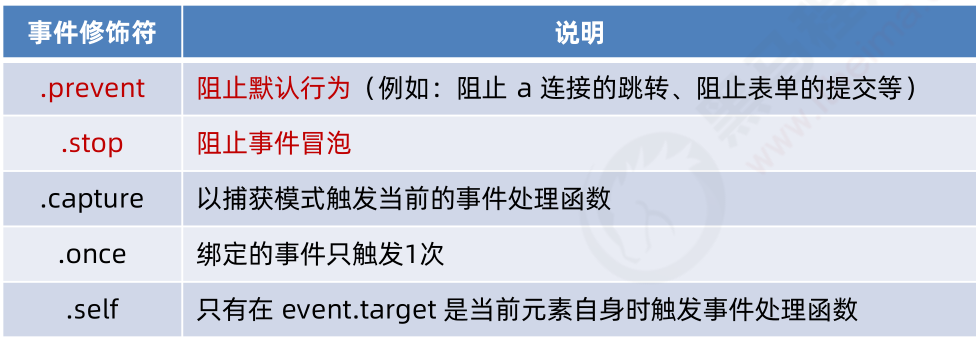 事件修饰符 说明
.prevent 阻止默认行为（例如：阻止 a 连接的跳转、阻止表单的提交等）
.stop 阻止事件冒泡
.capture 以捕获模式触发当前的事件处理函数
.once 绑定的事件只触发1次
.self 只有在 event.target 是当前元素自身时触发事件处理函数